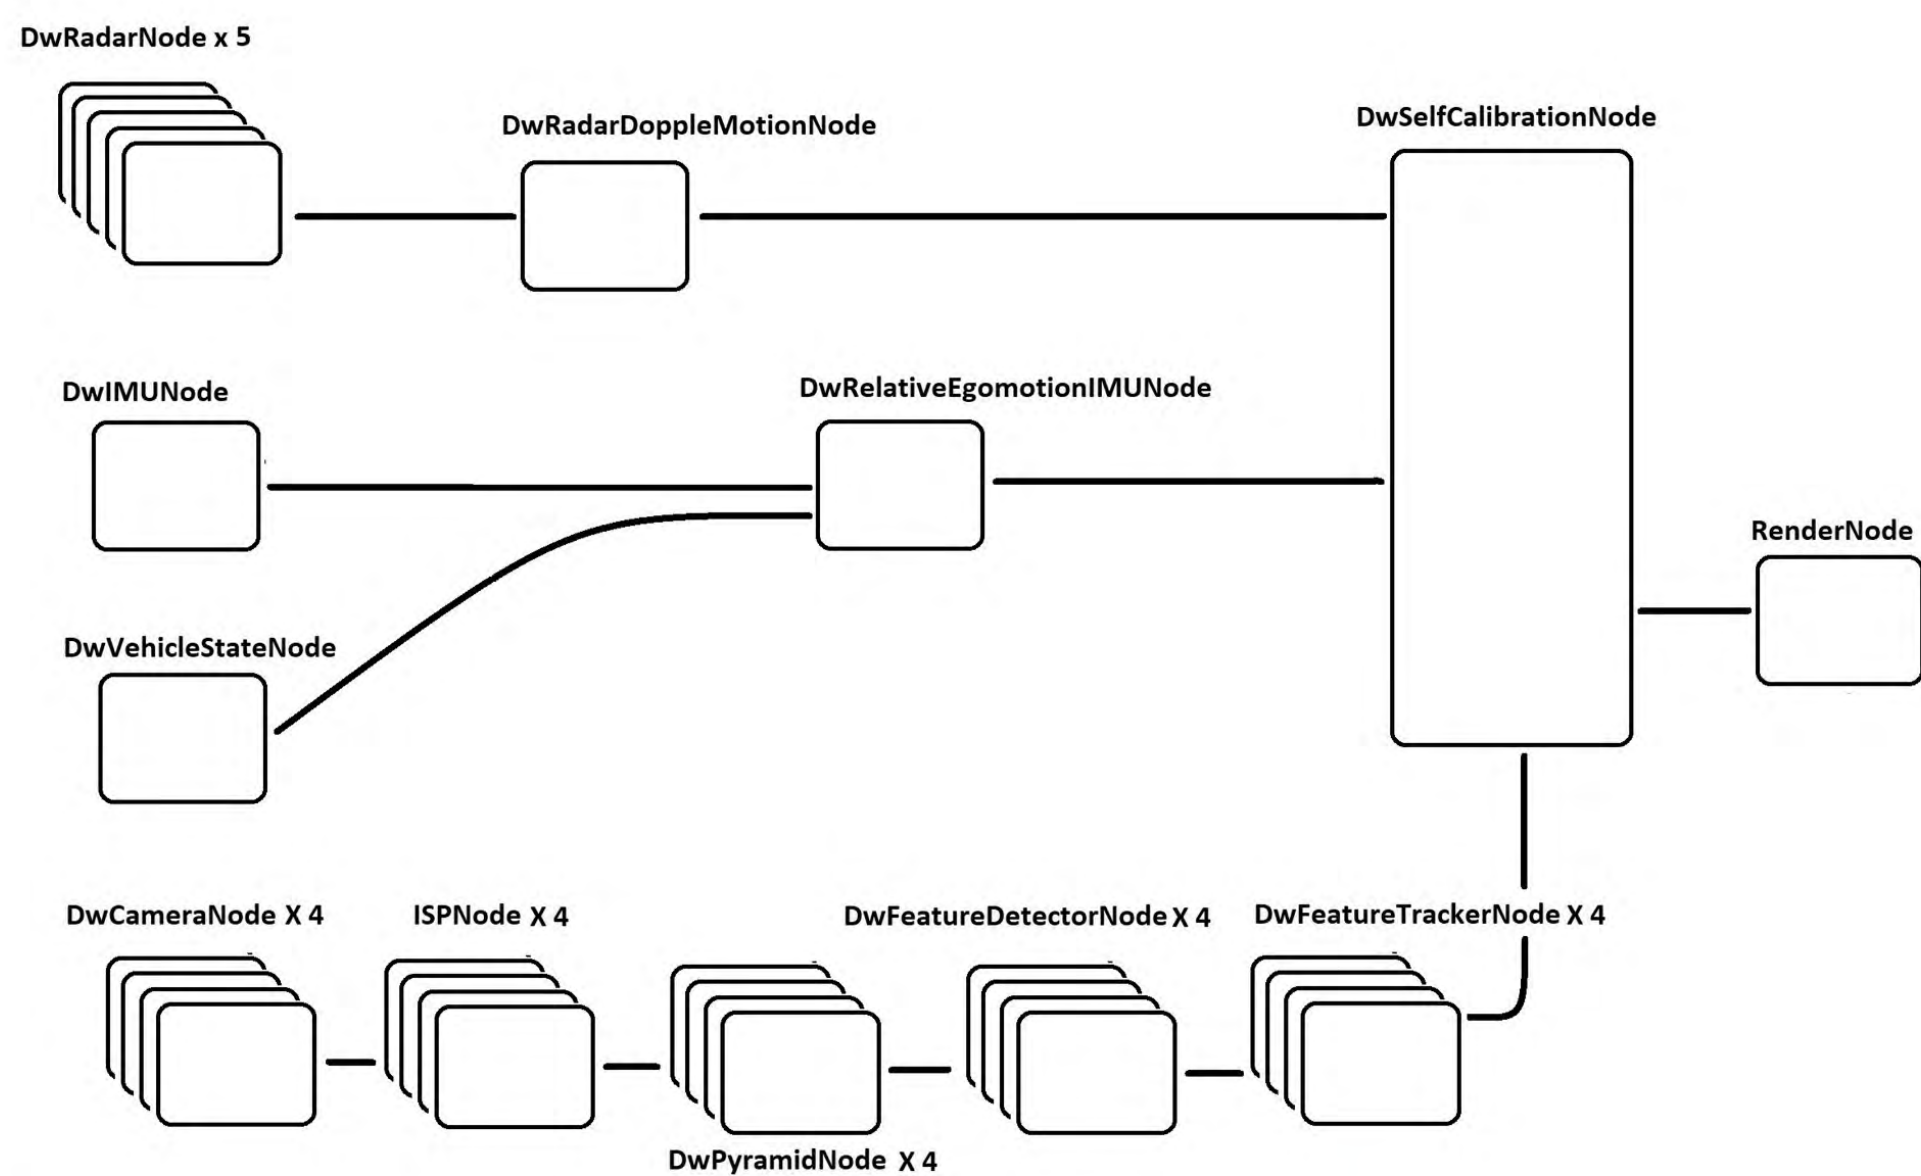 DwRadarNode x 5
DwRadarDoppleMotionNode
DwSelfCalibrationNode
DwIMUNode
DwRelativeEgomotionIMUNode
RenderNode
DwVehicleStateNode
DwCameraNode X 4
ISPNode X 4
DwFeatureDetectorNode X 4
DwFeatureTrackerNode X 4
DwPyramidNode X 4